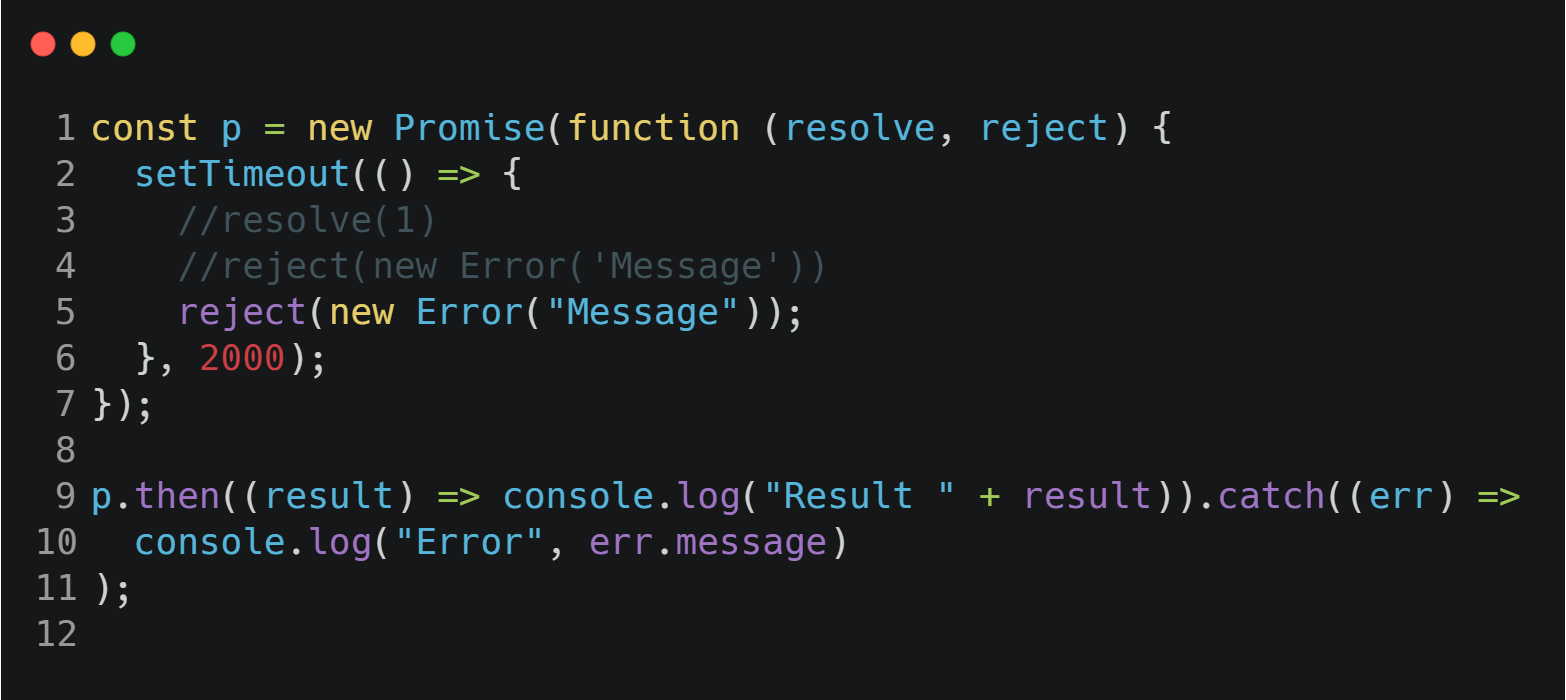 1 const p = new Promise(function (resolve, reject) {
2   setTimeout(() => {
3     //resolve(1)
4     //reject(new Error('Message'))
5     reject(new Error("Message"));
6   }, 2000);
7 });
8
9 p.then((result) => console.log("Result " + result)).catch((err) =>
10   console.log("Error", err.message)
11 );
12